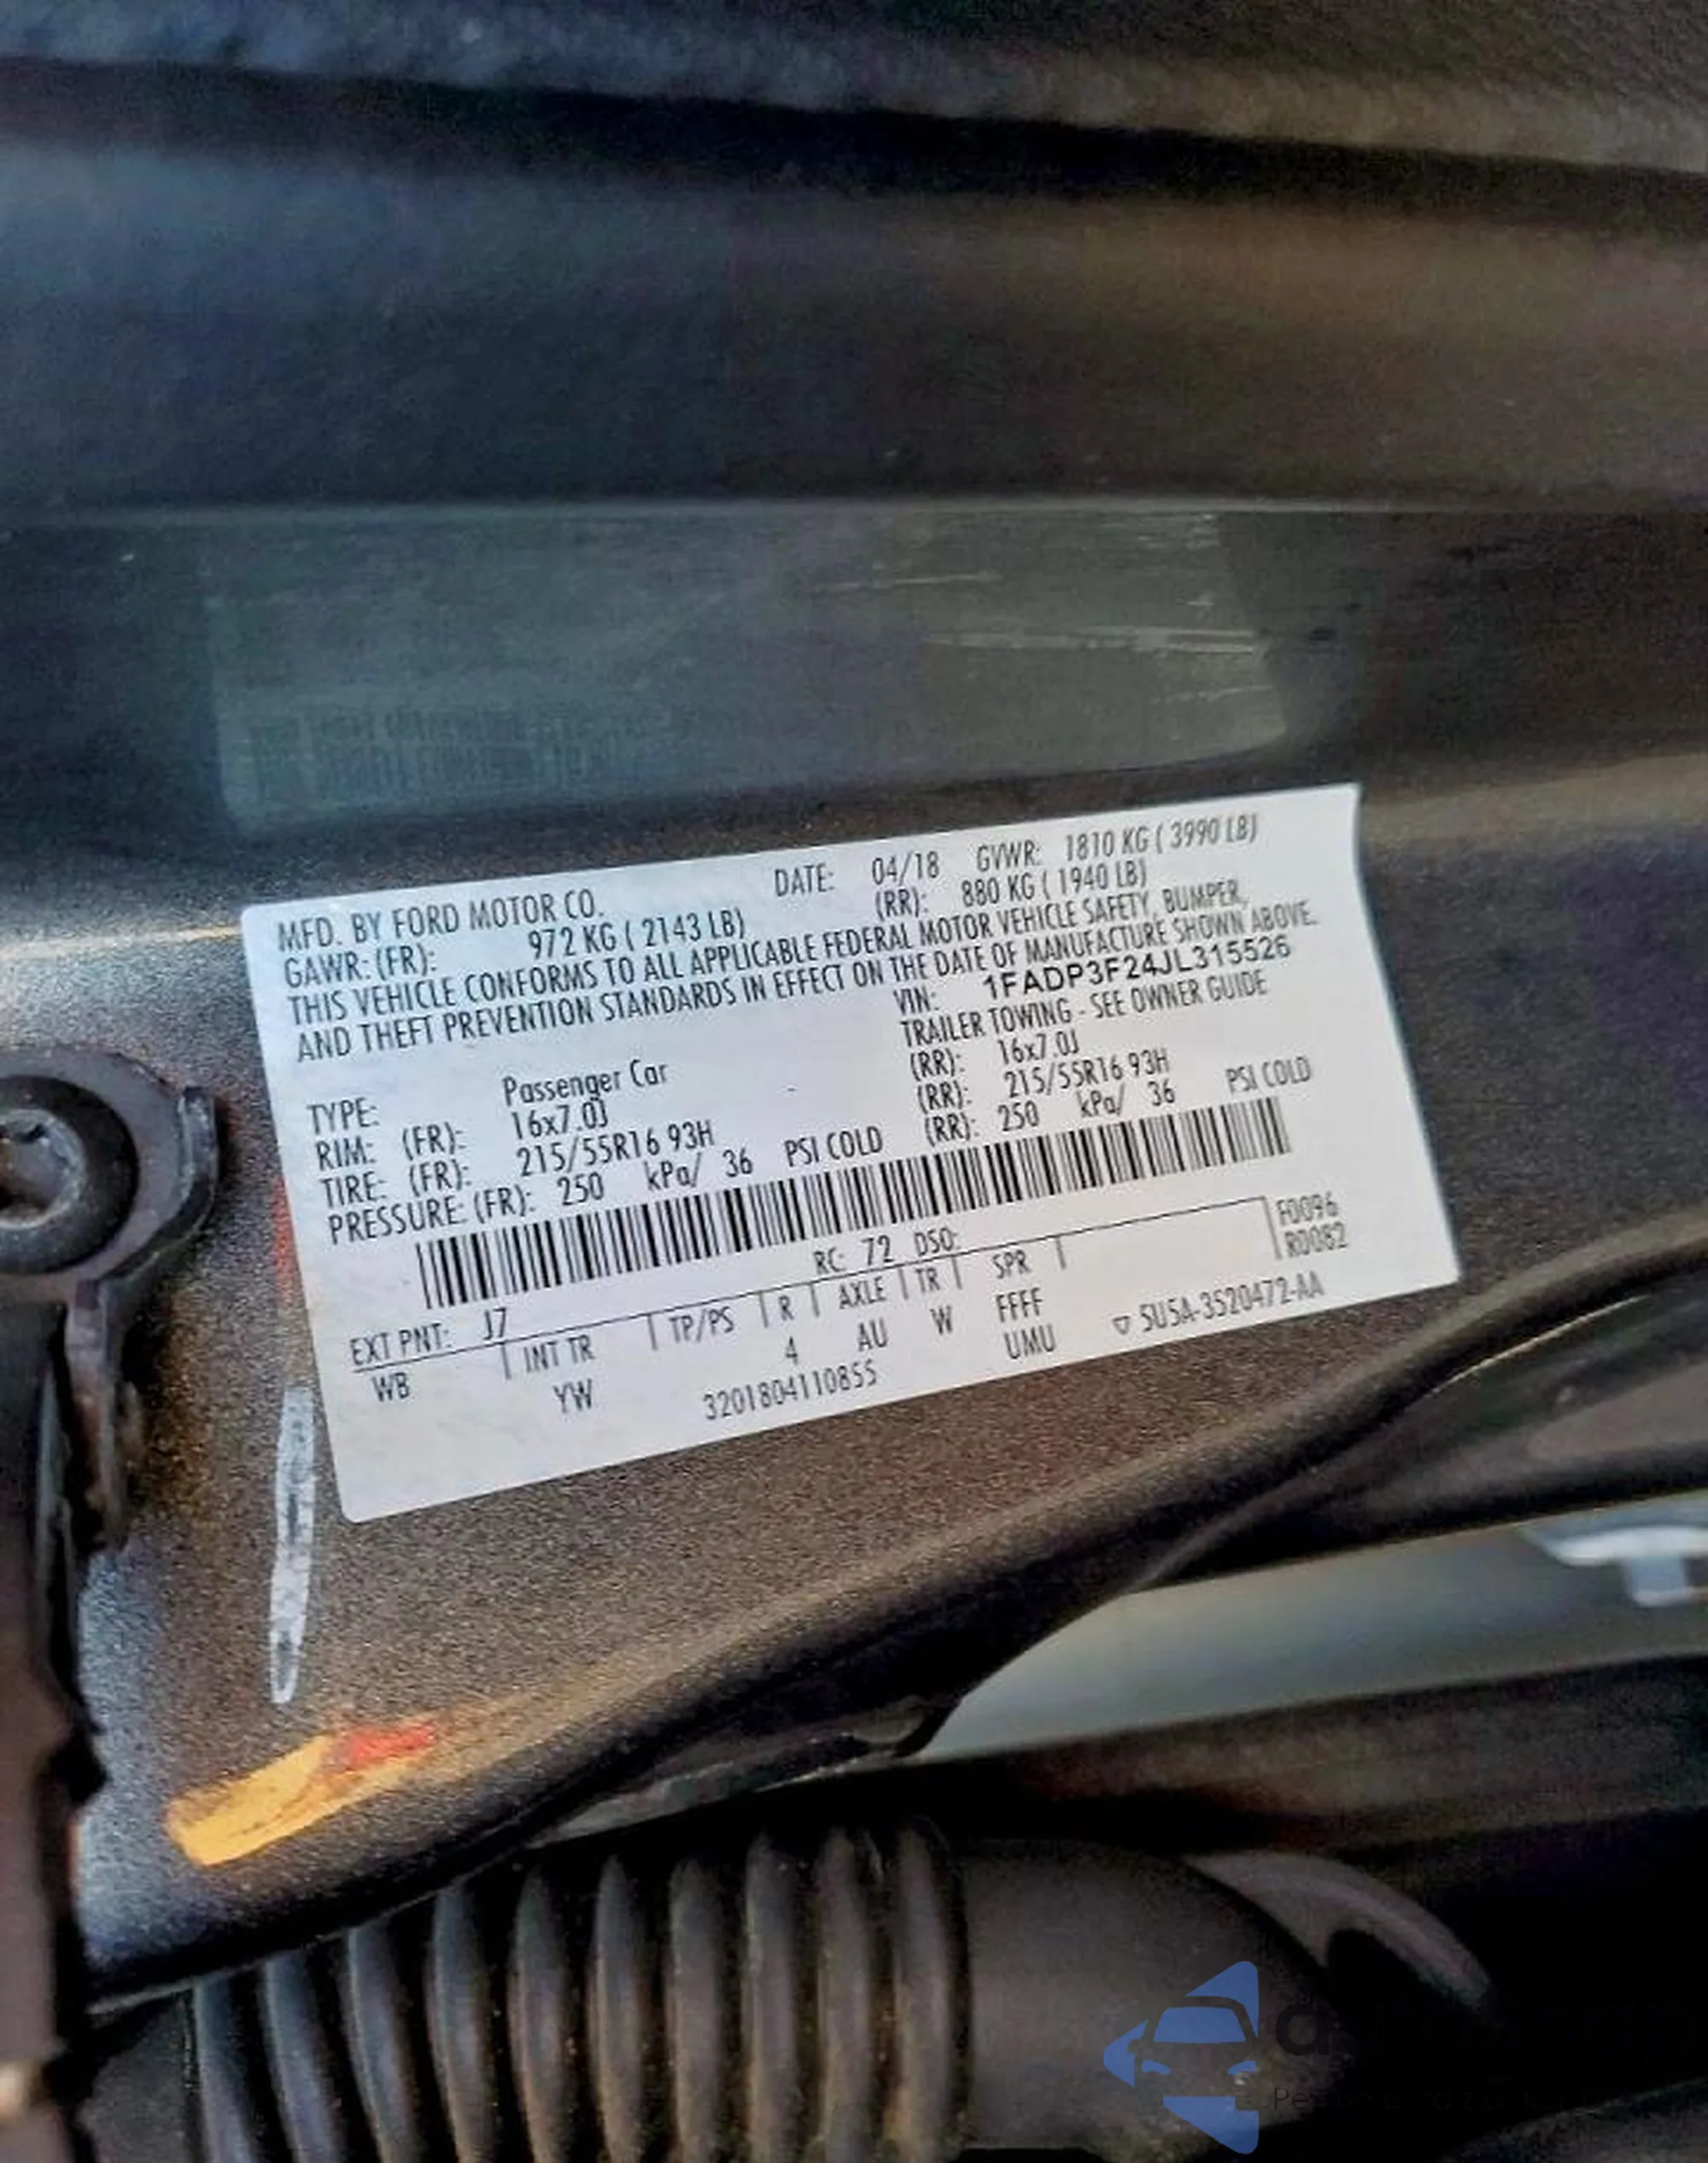 MFD. BY FORD MOTOR CO. DATE: 04/18 GVWR: 1810 KG ( 3990 LB)
GAWR: (FR): 972 KG ( 2143 LB) (RR): 880 KG ( 1940 LB)
THIS VEHICLE CONFORMS TO ALL APPLICABLE FEDERAL MOTOR VEHICLE SAFETY, BUMPER,
AND THEFT PREVENTION STANDARDS IN EFFECT ON THE DATE OF MANUFACTURE SHOWN ABOVE.
VIN: 1FADP3F24JL315526
TYPE: Passenger Car TRAILER TOWING - SEE OWNER GUIDE
RIM: (FR): 16x7.0J (RR): 16x7.0J
TIRE: (FR): 215/55R16 93H (RR): 215/55R16 93H
PRESSURE: (FR): 250 kPa/ 36 PSI COLD (RR): 250 kPa/ 36 PSI COLD
F0096
EXT PNT: J7 RC: 72 DSO: R0082
WB INT TR TP/PS R AXLE TR SPR
YW 4 AU W FFFF
3201804110855 UMU ▽ 5U5A-3520472-AA